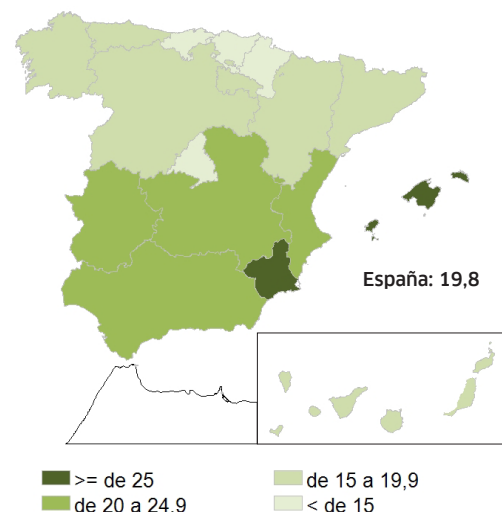 España: 19,8
>= de 25
de 15 a 19,9
de 20 a 24,9
< de 15